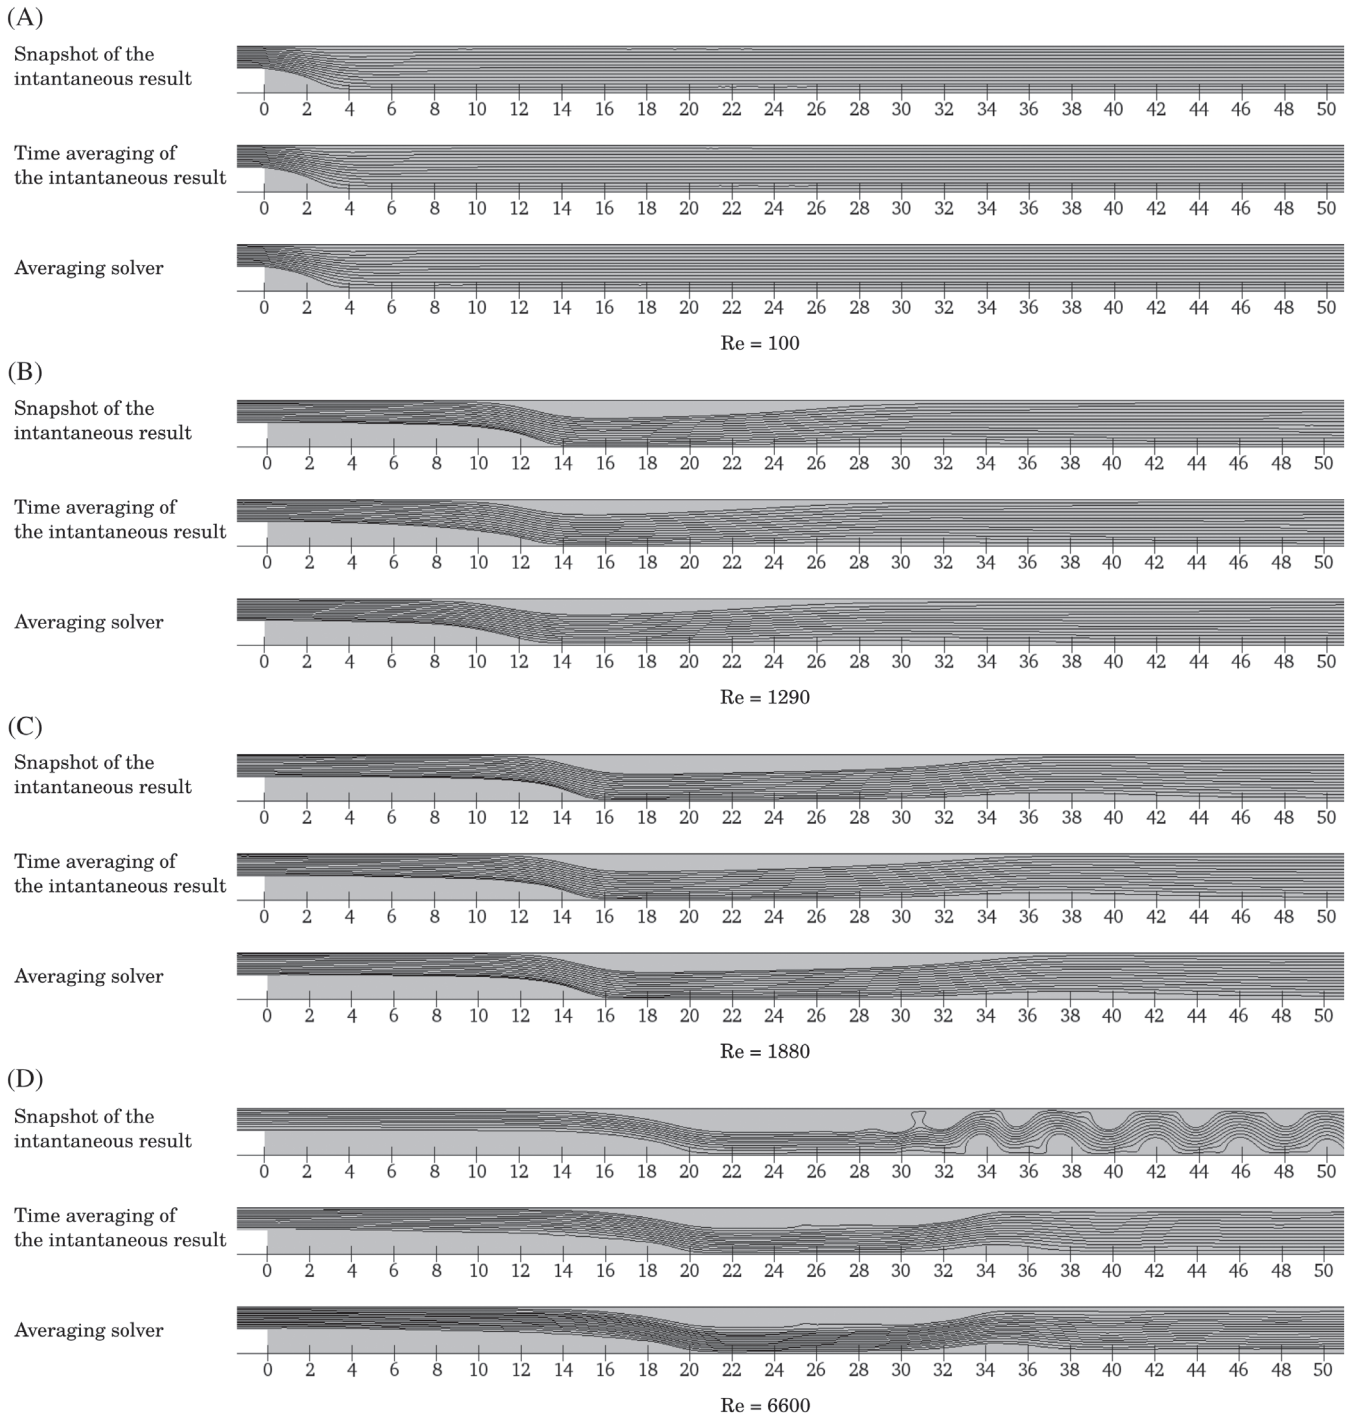 (A)
Snapshot of the
intantaneous result
0 2 4 6 8 10 12 14 16 18 20 22 24 26 28 30 32 34 36 38 40 42 44 46 48 50
Time averaging of
the intantaneous result
0 2 4 6 8 10 12 14 16 18 20 22 24 26 28 30 32 34 36 38 40 42 44 46 48 50
Averaging solver
0 2 4 6 8 10 12 14 16 18 20 22 24 26 28 30 32 34 36 38 40 42 44 46 48 50
Re = 100
(B)
Snapshot of the
intantaneous result
0 2 4 6 8 10 12 14 16 18 20 22 24 26 28 30 32 34 36 38 40 42 44 46 48 50
Time averaging of
the intantaneous result
0 2 4 6 8 10 12 14 16 18 20 22 24 26 28 30 32 34 36 38 40 42 44 46 48 50
Averaging solver
0 2 4 6 8 10 12 14 16 18 20 22 24 26 28 30 32 34 36 38 40 42 44 46 48 50
Re = 1290
(C)
Snapshot of the
intantaneous result
0 2 4 6 8 10 12 14 16 18 20 22 24 26 28 30 32 34 36 38 40 42 44 46 48 50
Time averaging of
the intantaneous result
0 2 4 6 8 10 12 14 16 18 20 22 24 26 28 30 32 34 36 38 40 42 44 46 48 50
Averaging solver
0 2 4 6 8 10 12 14 16 18 20 22 24 26 28 30 32 34 36 38 40 42 44 46 48 50
Re = 1880
(D)
Snapshot of the
intantaneous result
0 2 4 6 8 10 12 14 16 18 20 22 24 26 28 30 32 34 36 38 40 42 44 46 48 50
Time averaging of
the intantaneous result
0 2 4 6 8 10 12 14 16 18 20 22 24 26 28 30 32 34 36 38 40 42 44 46 48 50
Averaging solver
0 2 4 6 8 10 12 14 16 18 20 22 24 26 28 30 32 34 36 38 40 42 44 46 48 50
Re = 6600